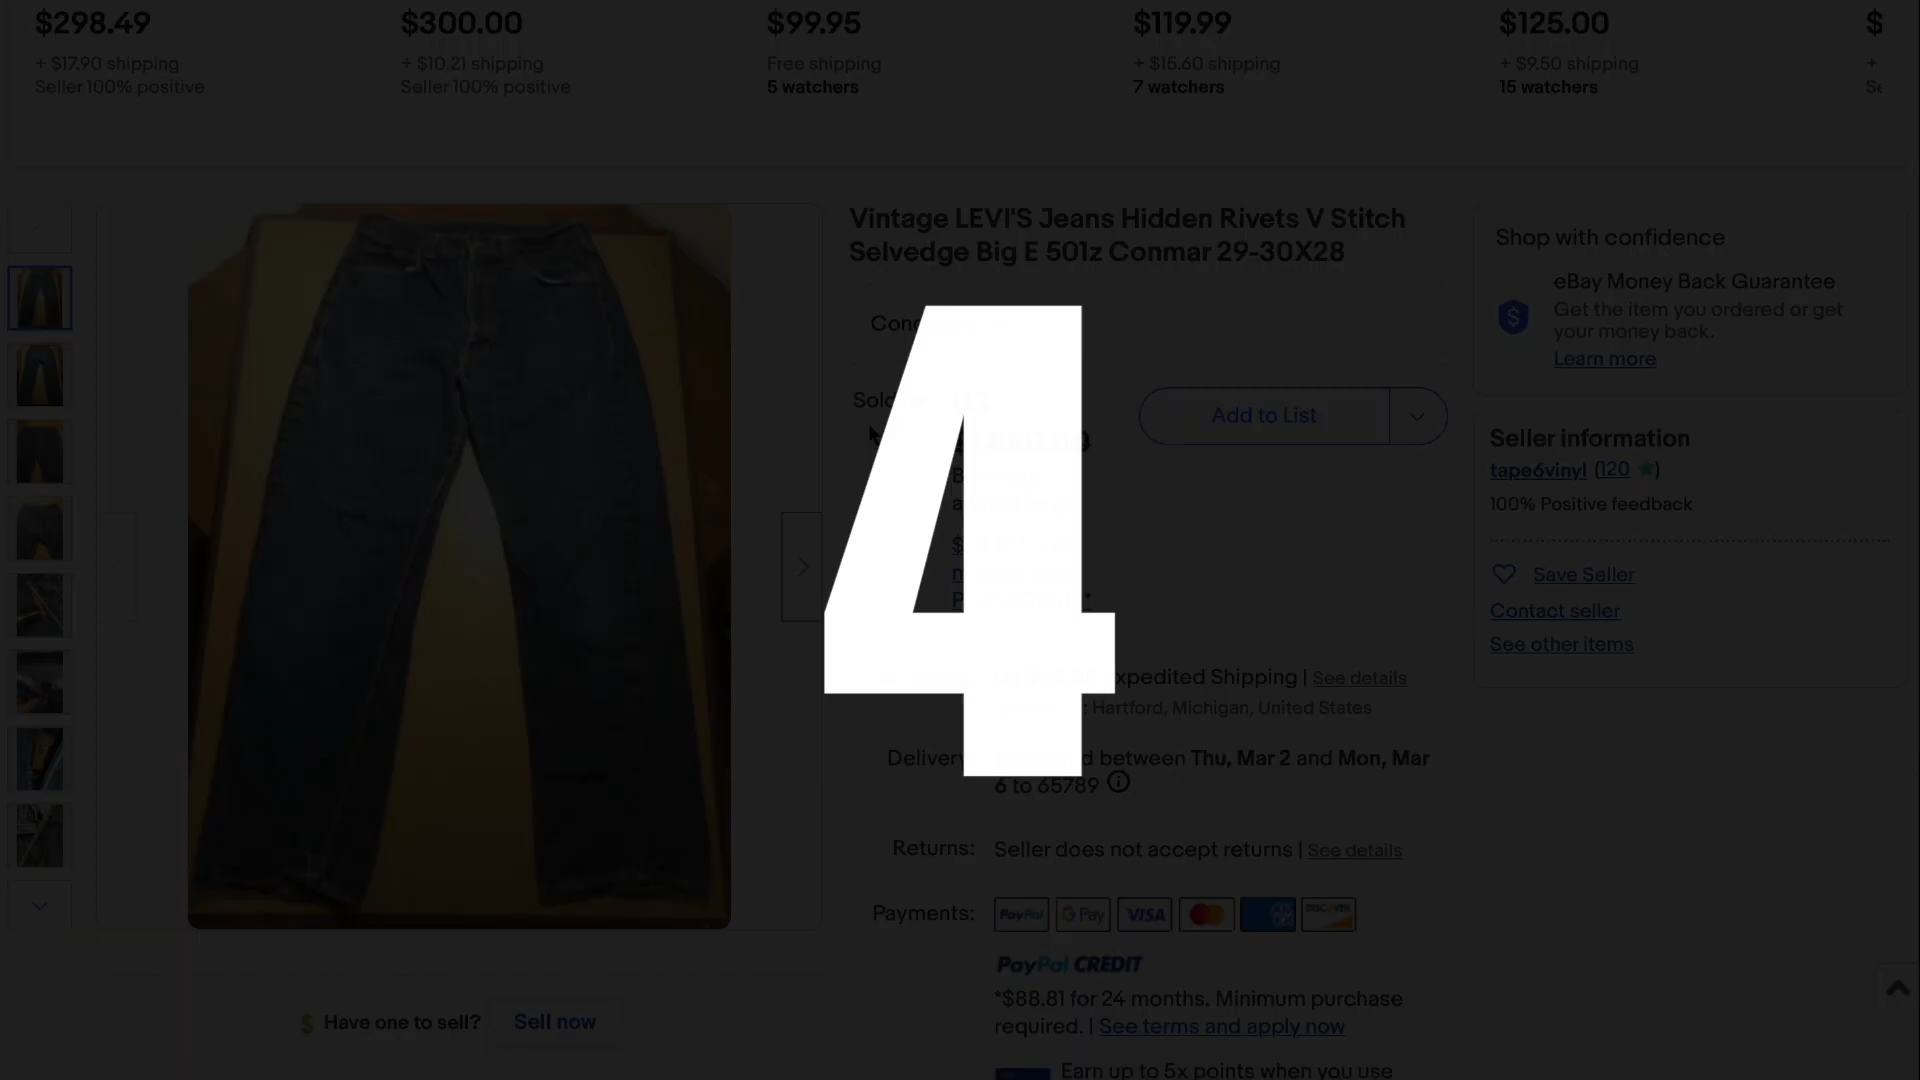 $298.49
+ $17.90 shipping
Seller 100% positive
$300.00
+ $10.21 shipping
Seller 100% positive
$99.95
Free shipping
5 watchers
$119.99
+ $15.60 shipping
7 watchers
$125.00
+ $9.50 shipping
15 watchers
$
+
Vintage LEVI'S Jeans Hidden Rivets V Stitch
Selvedge Big E 501z Conmar 29-30X28
4
Add to List
xpedited Shipping | See details
Hartford, Michigan, United States
Delivery
between Thu, Mar 2 and Mon, Mar
6 to 65789
Returns: Seller does not accept returns | See details
Payments: PayPal G Pay VISA DISCOVER
PayPal CREDIT
*$88.81 for 24 months. Minimum purchase
required. | See terms and apply now
Earn up to 5x points when you use
Have one to sell? Sell now
Shop with confidence
eBay Money Back Guarantee
Get the item you ordered or get
your money back.
Learn more
Seller information
tape6vinyl (120)
100% Positive feedback
Save Seller
Contact seller
See other items